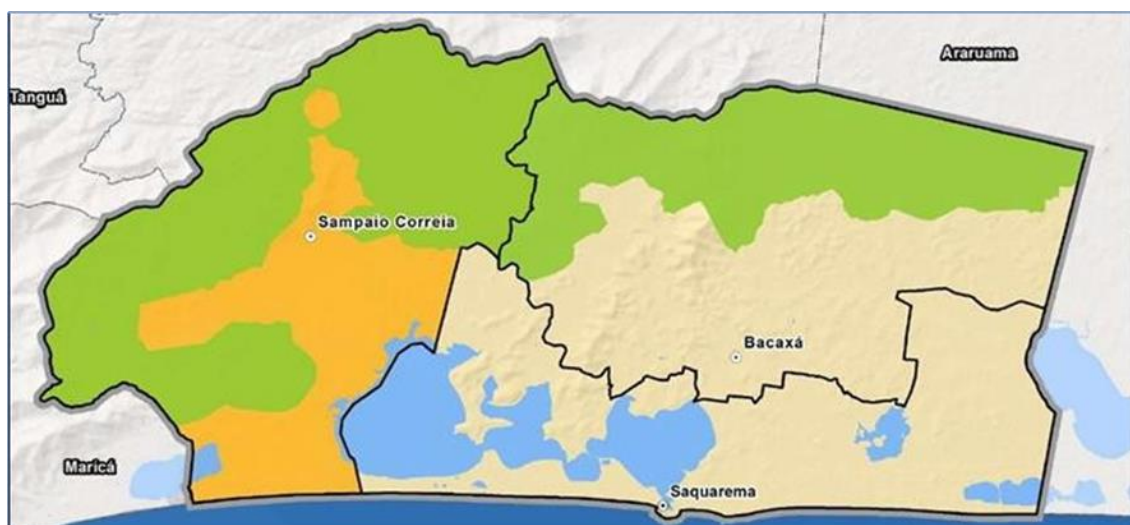 Araruama
Tanguá
Sampaio Correia
Bacaxá
Maricá
Saquarema